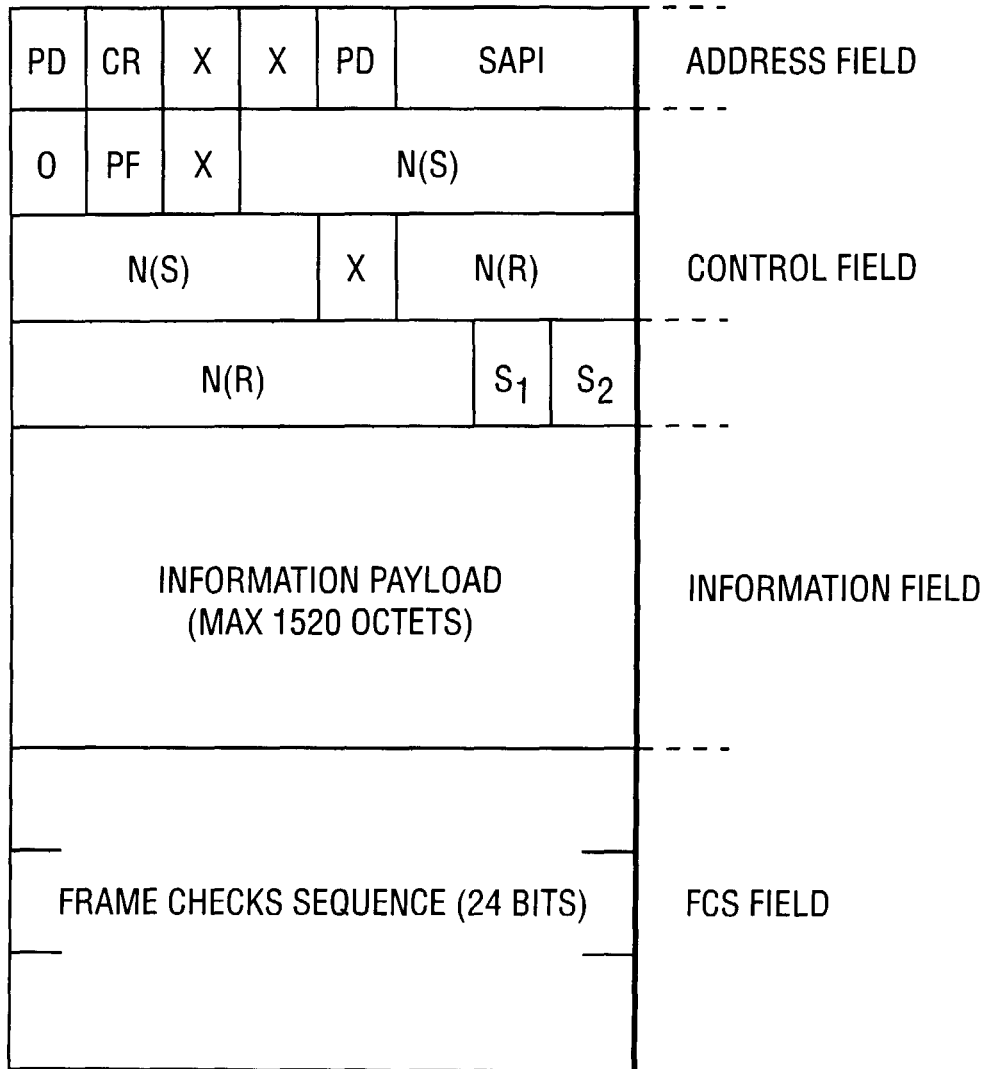 PD CR X X PD SAPI ADDRESS FIELD
O PF X N(S)
N(S) X N(R) CONTROL FIELD
N(R) S1 S2
INFORMATION PAYLOAD
(MAX 1520 OCTETS)
INFORMATION FIELD
FRAME CHECKS SEQUENCE (24 BITS) FCS FIELD